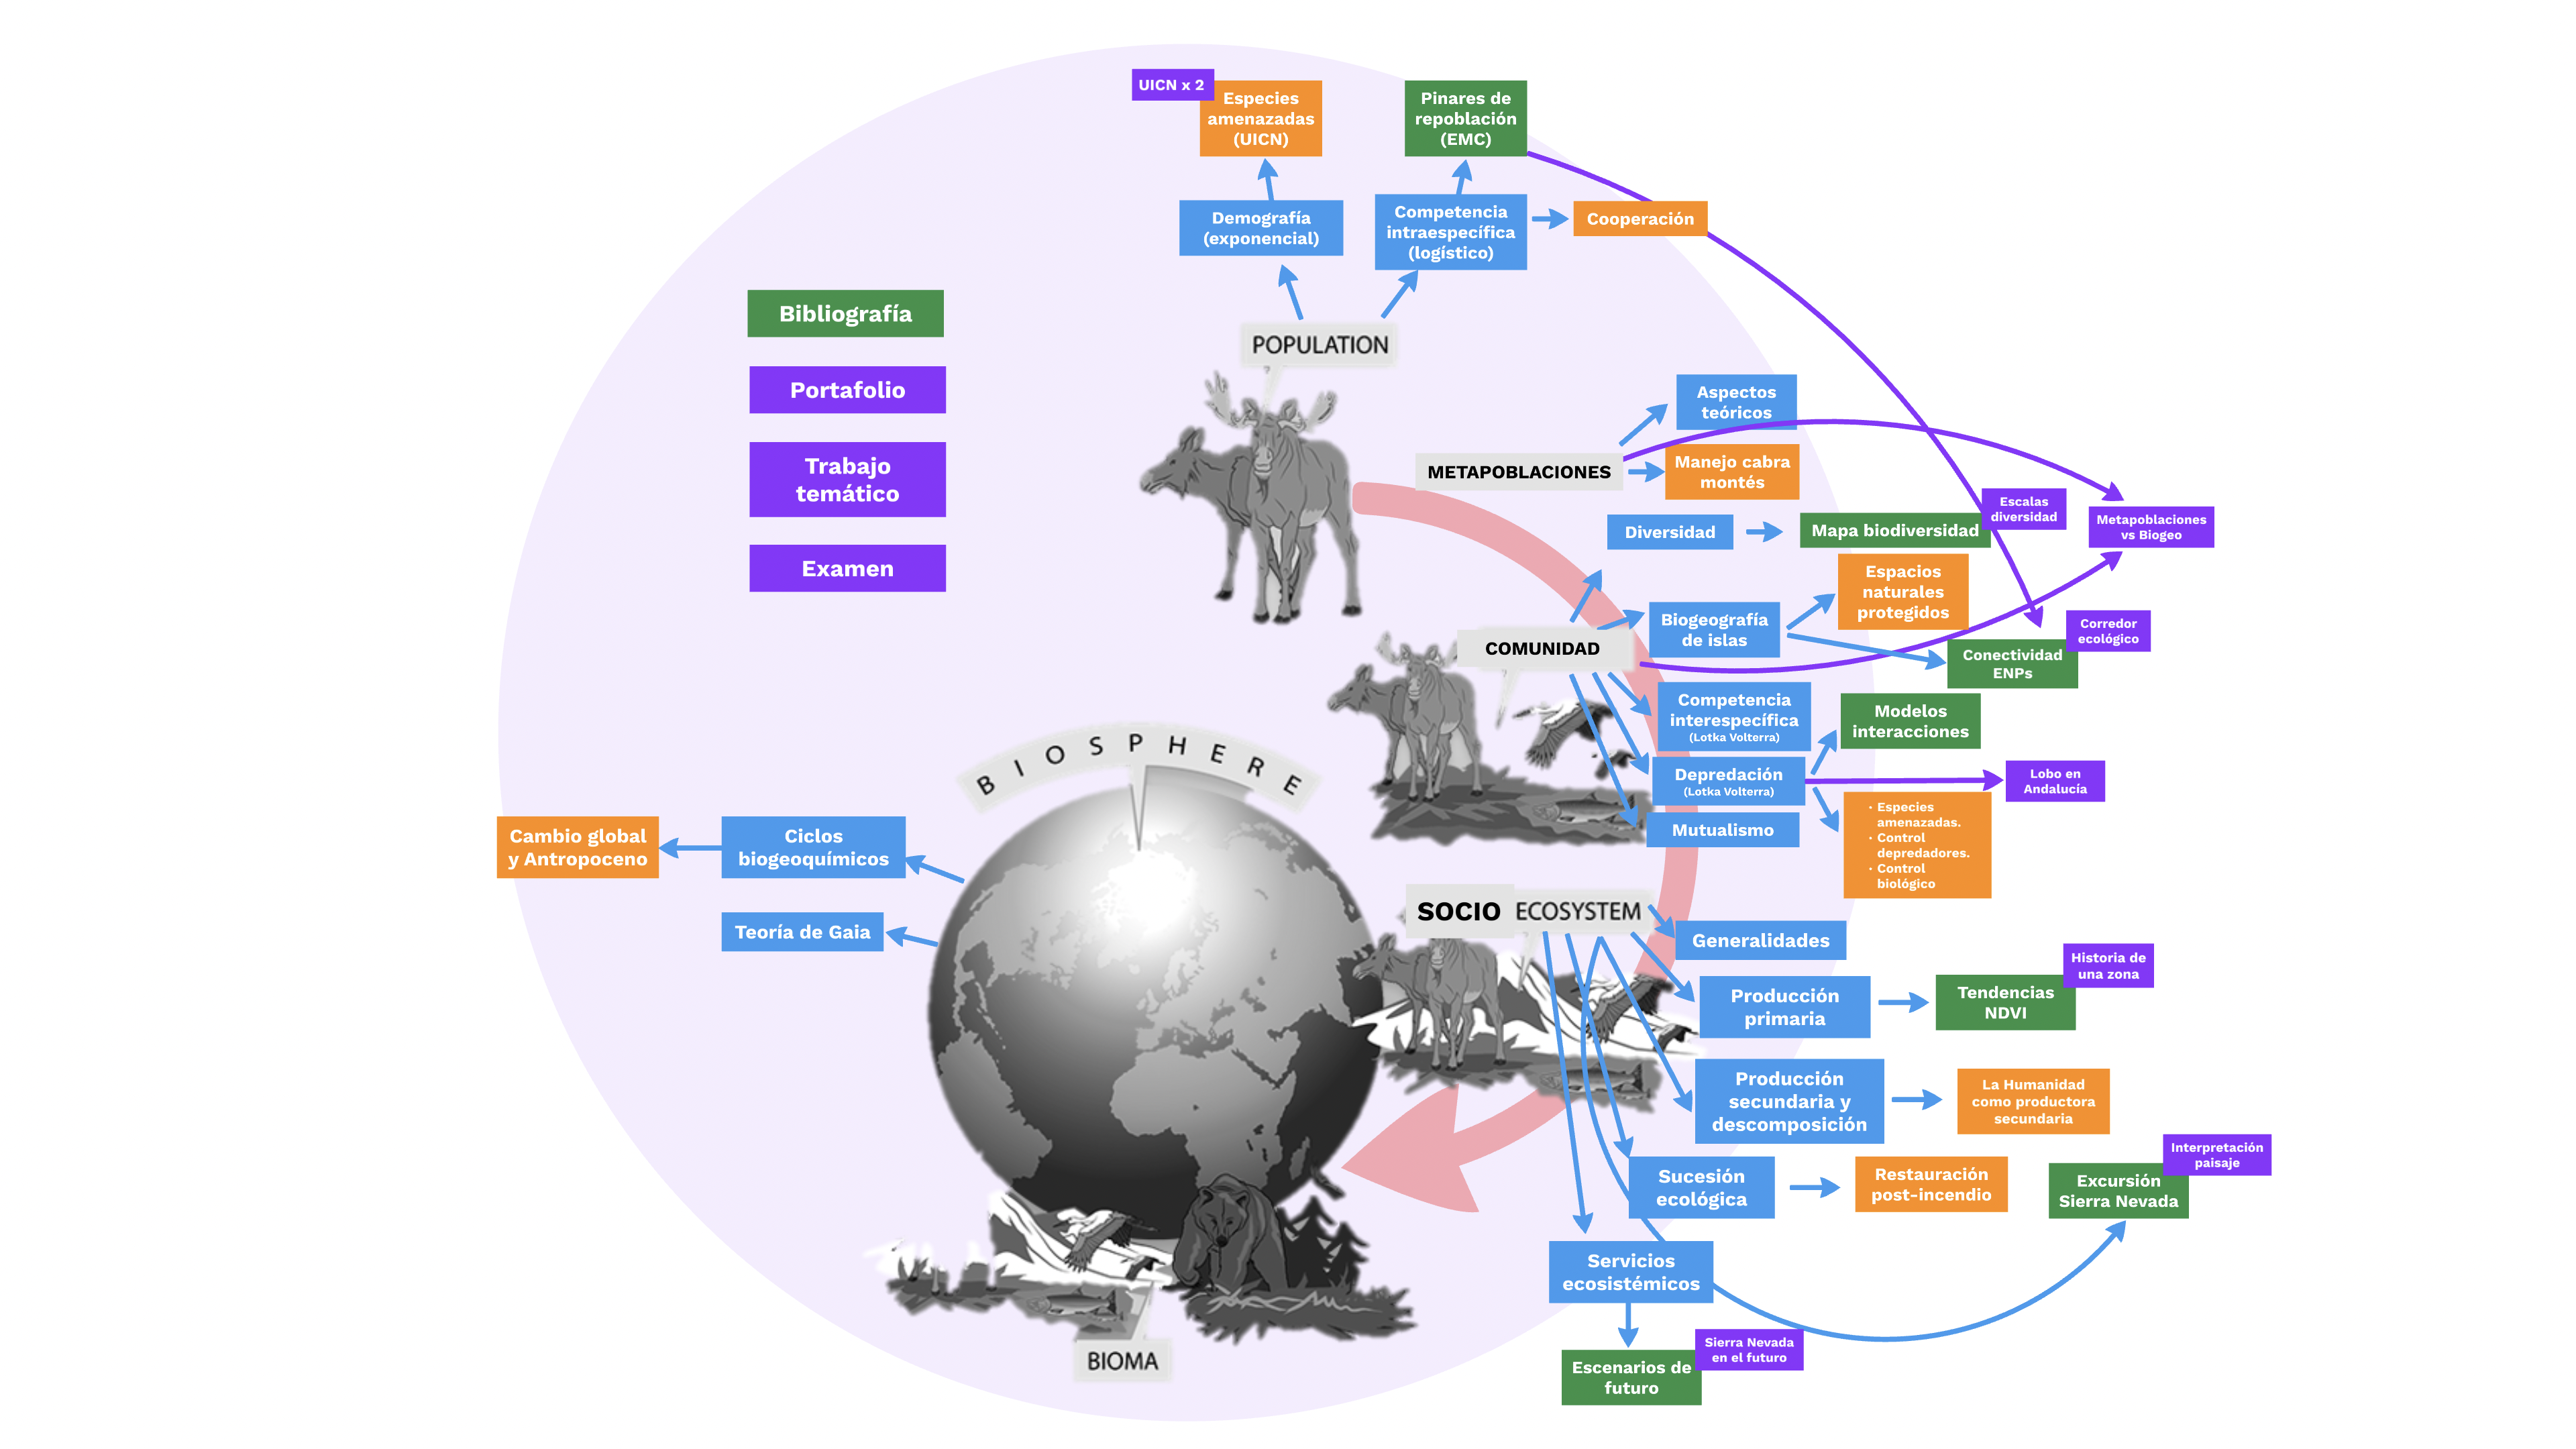 UICN x 2
Especies
amenazadas
(UICN)
Pinares de
repoblación
(EMC)
Demografía
(exponencial)
Competencia
intraespecífica
(logístico)
Cooperación
POPULATION
Bibliografía
Portafolio
Trabajo
temático
Examen
Aspectos
teóricos
METAPOBLACIONES
Manejo cabra
montés
Diversidad
Mapa biodiversidad
Escalas
diversidad
Metapoblaciones
vs Biogeo
Espacios
naturales
protegidos
Biogeografía
de islas
COMUNIDAD
Corredor
ecológico
Conectividad
ENPs
Competencia
interespecífica
(Lotka Volterra)
Modelos
interacciones
Depredación
(Lotka Volterra)
Lobo en
Andalucía
Mutualismo
· Especies
amenazadas.
· Control
depredadores.
· Control
biológico
BIOSPHERE
Cambio global
y Antropoceno
Ciclos
biogeoquímicos
Teoría de Gaia
SOCIO ECOSYSTEM
Generalidades
Producción
primaria
Tendencias
NDVI
Historia de
una zona
Producción
secundaria y
descomposición
La Humanidad
como productora
secundaria
Sucesión
ecológica
Restauración
post-incendio
Excursión
Sierra Nevada
Interpretación
paisaje
Servicios
ecosistémicos
Escenarios de
futuro
Sierra Nevada
en el futuro
BIOMA